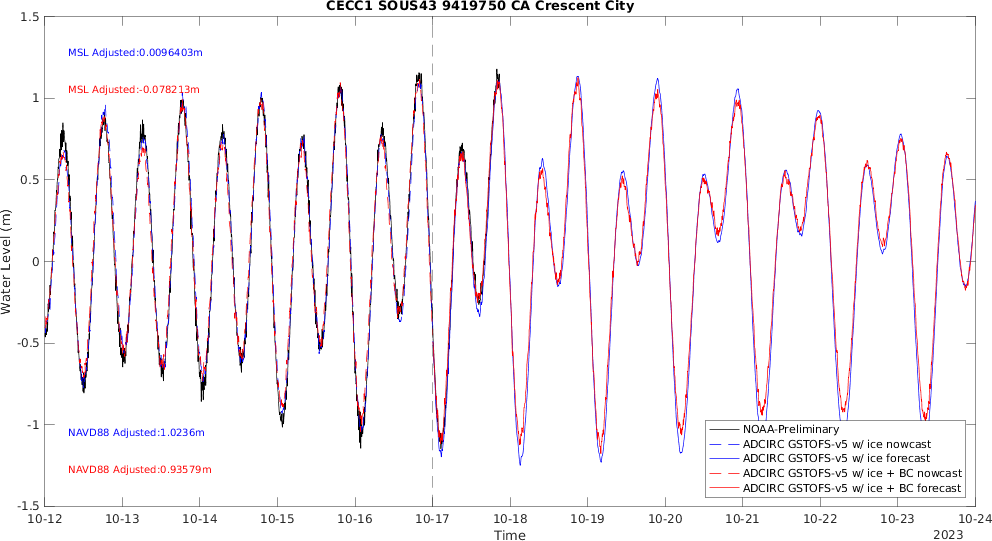 CECC1 SOUS43 9419750 CA Crescent City
1.5
1
0.5
0
-0.5
-1
-1.5
Water Level (m)
MSL Adjusted:0.0096403m
MSL Adjusted:-0.078213m
NAVD88 Adjusted:1.0236m
NAVD88 Adjusted:0.93579m
NOAA-Preliminary
ADCIRC GSTOFS-v5 w/ ice nowcast
ADCIRC GSTOFS-v5 w/ ice forecast
ADCIRC GSTOFS-v5 w/ ice + BC nowcast
ADCIRC GSTOFS-v5 w/ ice + BC forecast
10-12 10-13 10-14 10-15 10-16 10-17 10-18 10-19 10-20 10-21 10-22 10-23 10-24
Time
2023